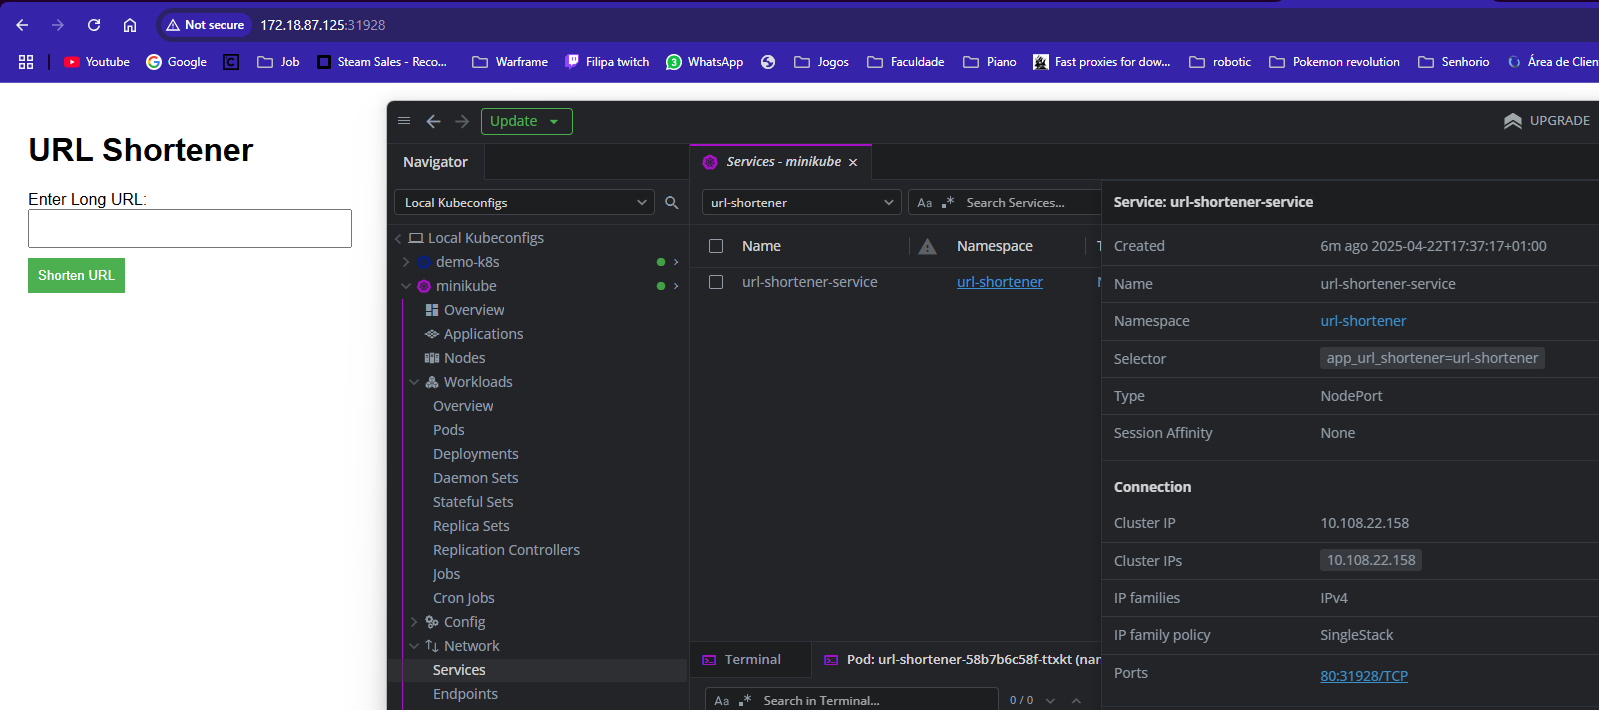 Not secure 172.18.87.125:31928
Youtube Google Job Steam Sales - Reco... Warframe Filipa twitch WhatsApp Jogos Faculdade Piano Fast proxies for dow... robotic Pokemon revolution Senhorio Área de Clien
URL Shortener
Enter Long URL:
Shorten URL
Update
UPGRADE
Navigator
Services - minikube
Local Kubeconfigs
Local Kubeconfigs
demo-k8s
minikube
Overview
Applications
Nodes
Workloads
Overview
Pods
Deployments
Daemon Sets
Stateful Sets
Replica Sets
Replication Controllers
Jobs
Cron Jobs
Config
Network
Services
Endpoints
url-shortener
Aa .* Search Services...
Name Namespace
url-shortener-service url-shortener
Terminal Pod: url-shortener-58b7b6c58f-ttxkt (nam
Aa .* Search in Terminal... 0 / 0
Service: url-shortener-service
Created 6m ago 2025-04-22T17:37:17+01:00
Name url-shortener-service
Namespace url-shortener
Selector app_url_shortener=url-shortener
Type NodePort
Session Affinity None
Connection
Cluster IP 10.108.22.158
Cluster IPs 10.108.22.158
IP families IPv4
IP family policy SingleStack
Ports 80:31928/TCP